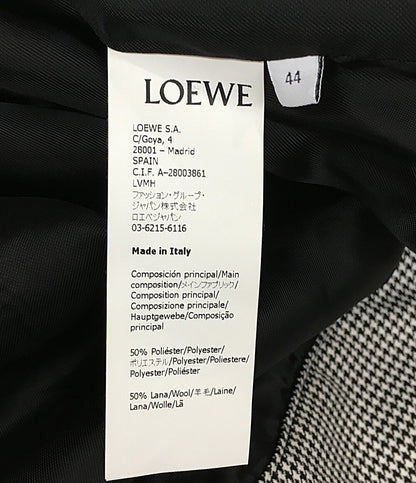 LOEWE
44
LOEWE S.A.
C/Goya, 4
28001 – Madrid
SPAIN
C.I.F. A-28003861
LVMH
ファッション・グループ・
ジャパン株式会社
ロエベジャパン
03-6215-6116
Made in Italy
Composición principal/Main
composition/メインファブリック/
Composition principale/
Composizione principale/
Hauptgewebe/Composição
principal
50% Poliéster/Polyester/
ポリエステル/Polyester/Poliestere/
Polyester/Poliéster
50% Lana/Wool/羊毛/Laine/
Lana/Wolle/Lã